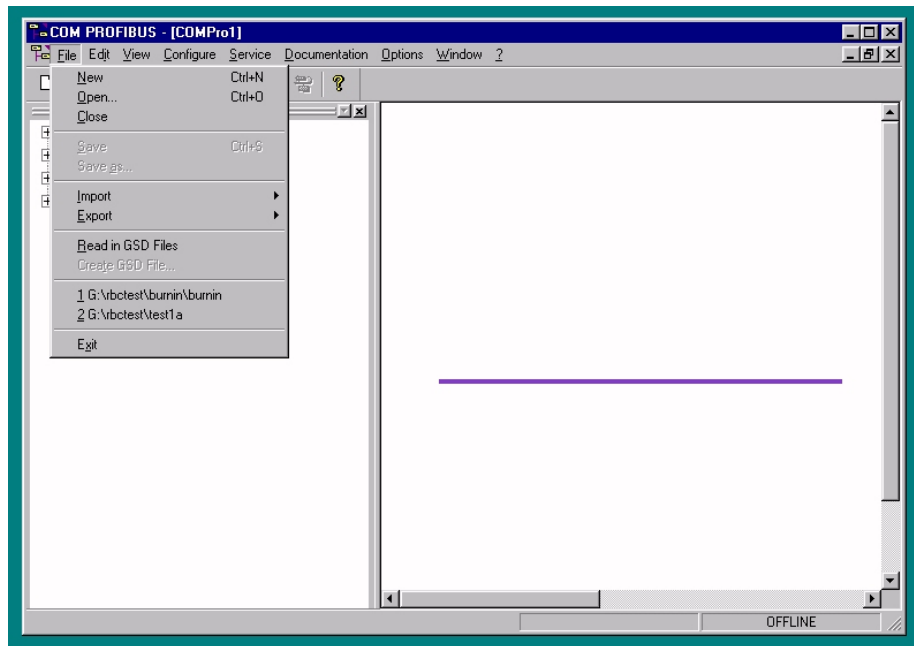 COM PROFIBUS - [COMPro1]
File Edit View Configure Service Documentation Options Window ?
New Ctrl+N
Open... Ctrl+O
Close
Save Ctrl+S
Save as...
Import
Export
Read in GSD Files
Create GSD File...
1 G:\rbctest\burnin\burnin
2 G:\rbctest\test1a
Exit
OFFLINE